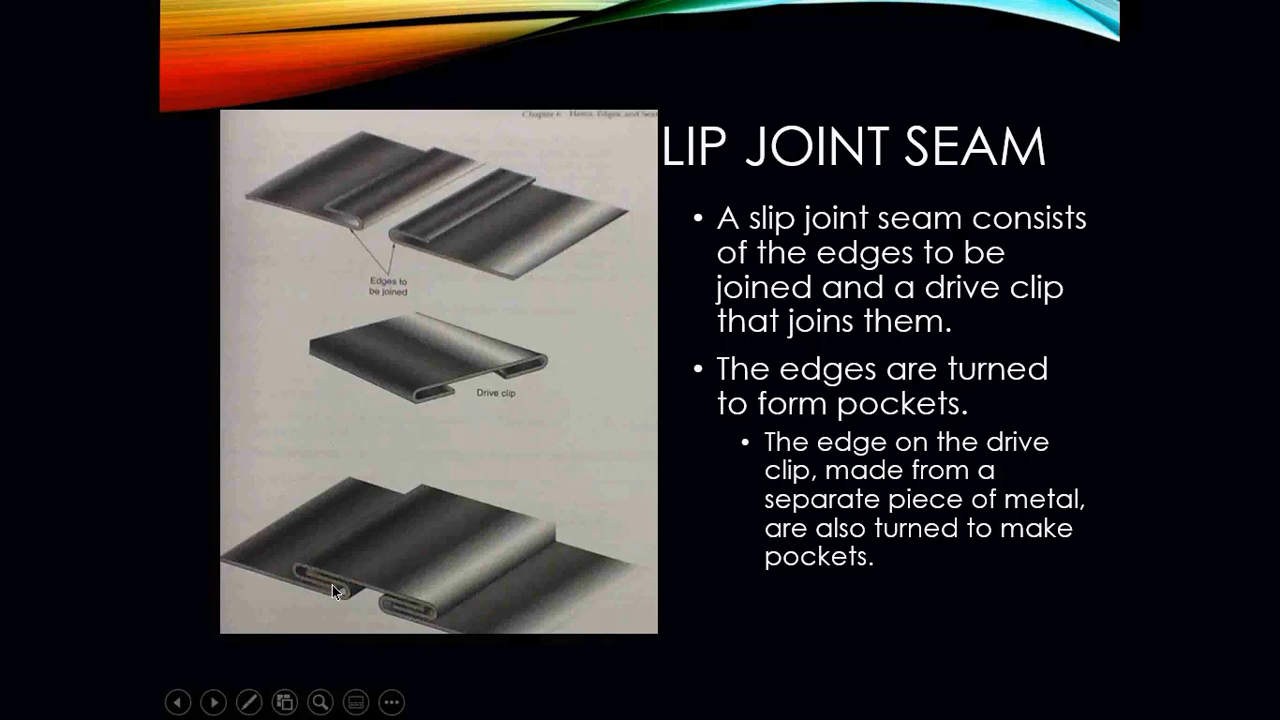 Chapter 6 Hems, Edges, and Sea
LIP JOINT SEAM
• A slip joint seam consists
of the edges to be
joined and a drive clip
that joins them.
• The edges are turned
to form pockets.
• The edge on the drive
clip, made from a
separate piece of metal,
are also turned to make
pockets.
Edges to
be joined
Drive clip